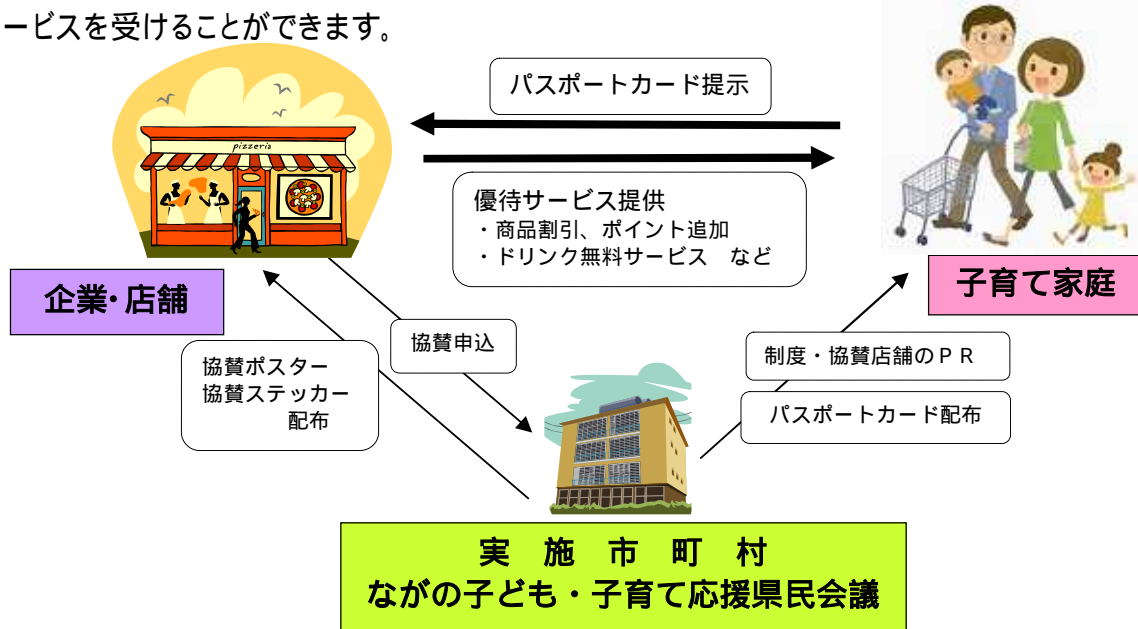 ービスを受けることができます。
パスポートカード提示
pizzeria
優待サービス提供
・商品割引、ポイント追加
・ドリンク無料サービス　など
企業・店舗
子育て家庭
協賛申込
協賛ポスター
協賛ステッカー
配布
制度・協賛店舗のＰＲ
パスポートカード配布
実　施　市　町　村
ながの子ども・子育て応援県民会議